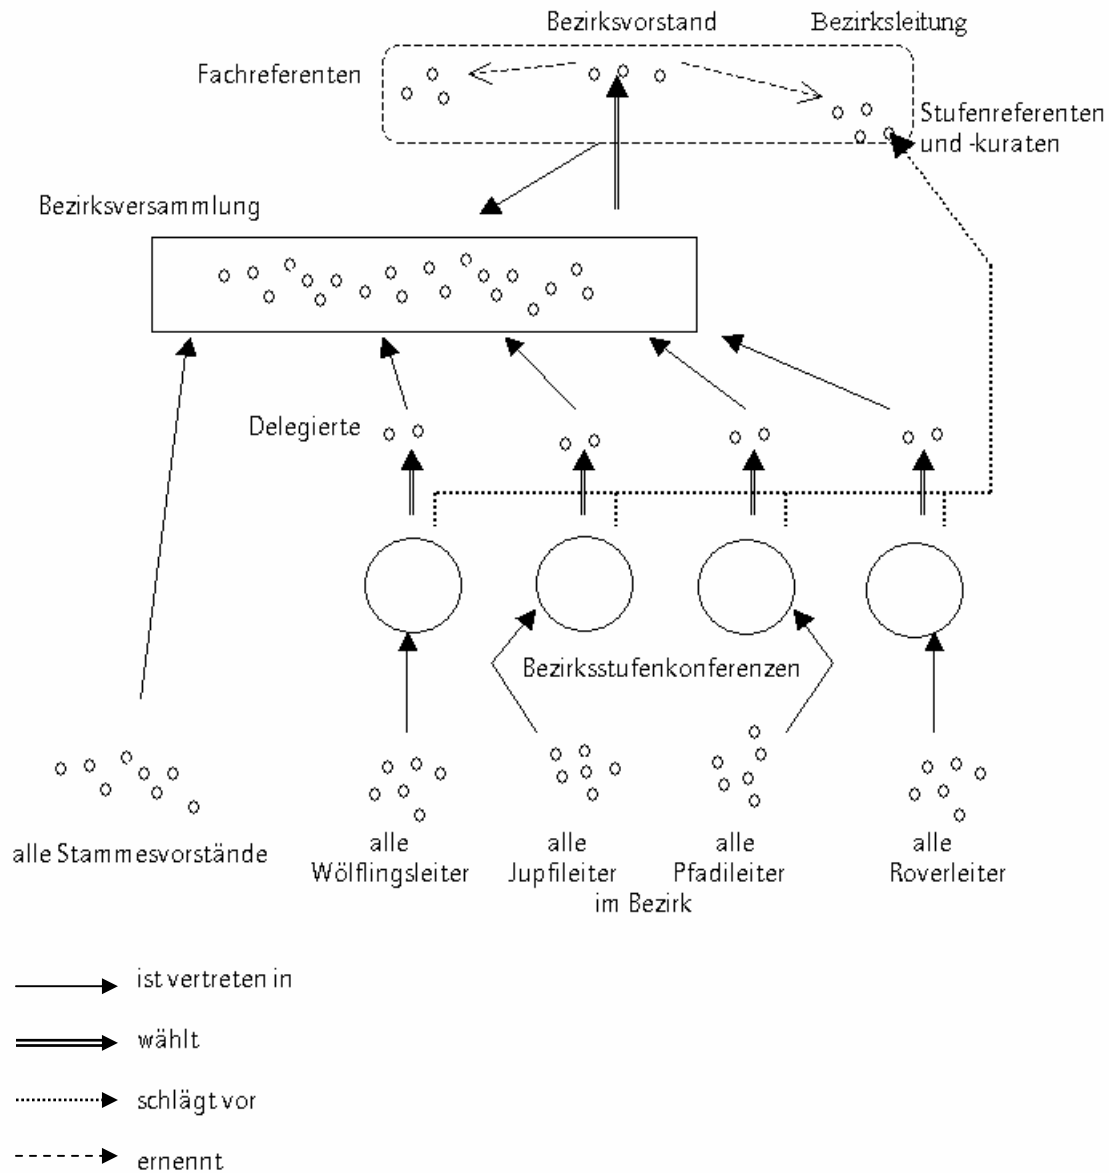 Bezirksvorstand
Bezirksleitung
Fachreferenten
Stufenreferenten
und -kuraten
Bezirksversammlung
Delegierte
Bezirksstufenkonferenzen
alle Stammesvorstände
alle
Wölflingsleiter
alle
Jupfileiter
alle
Pfadileiter
alle
Roverleiter
im Bezirk
ist vertreten in
wählt
schlägt vor
ernennt